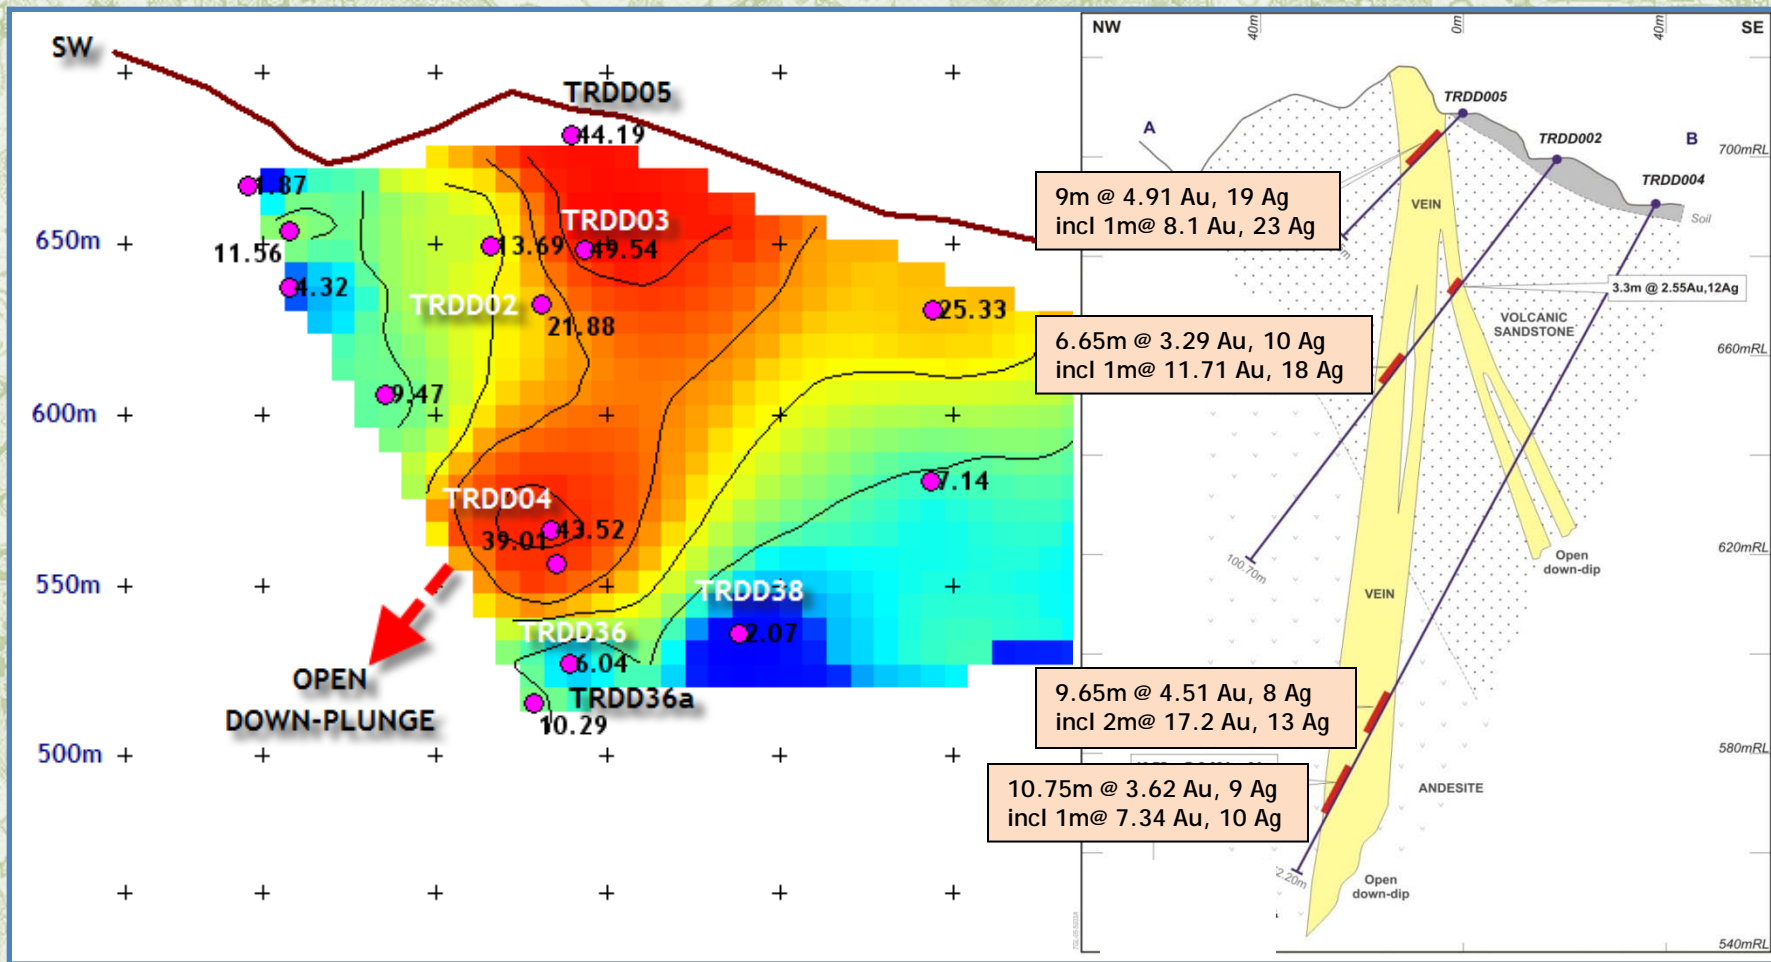 SW
TRDD05
44.19
1.87
TRDD03
650m
11.56
13.69
49.54
4.32
TRDD02
21.88
25.33
9.47
600m
7.14
TRDD04
43.52
39.01
550m
TRDD38
2.07
TRDD36
6.04
OPEN
DOWN-PLUNGE
TRDD36a
10.29
500m
NW
40m
0m
40m
SE
A
TRDD005
TRDD002
B
700mRL
TRDD004
Soil
9m @ 4.91 Au, 19 Ag
incl 1m@ 8.1 Au, 23 Ag
VEIN
3.3m @ 2.55Au,12Ag
VOLCANIC
SANDSTONE
6.65m @ 3.29 Au, 10 Ag
incl 1m@ 11.71 Au, 18 Ag
660mRL
620mRL
Open
down-dip
100.70m
VEIN
9.65m @ 4.51 Au, 8 Ag
incl 2m@ 17.2 Au, 13 Ag
580mRL
10.75m @ 3.62 Au, 9 Ag
incl 1m@ 7.34 Au, 10 Ag
ANDESITE
2.20m
Open
down-dip
540mRL